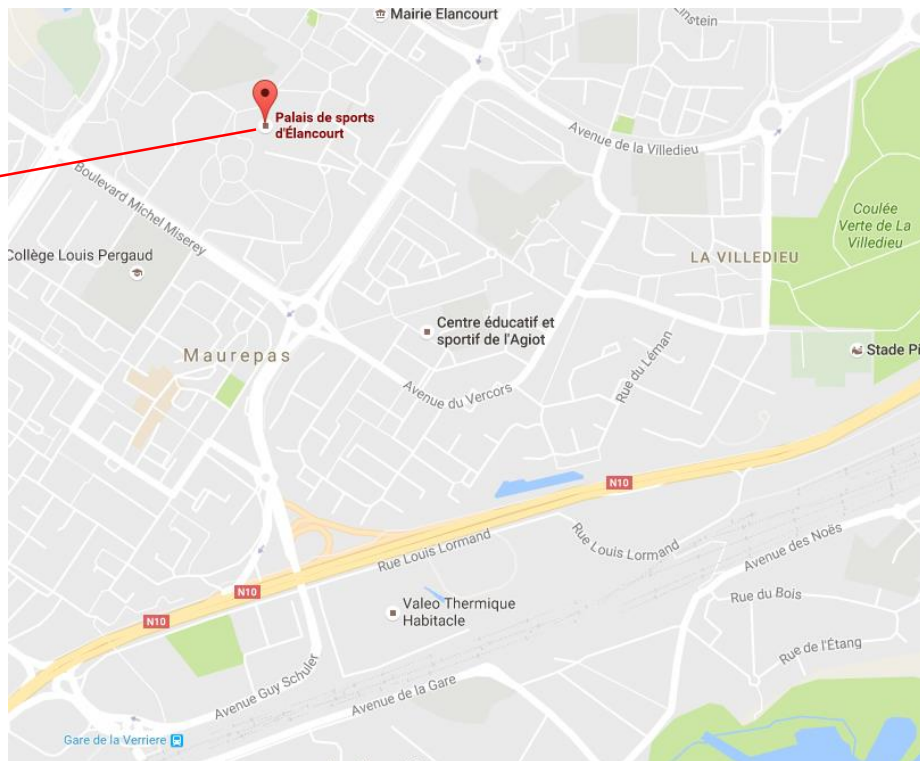 Mairie Elancourt
Einstein
Palais de sports
d'Élancourt
Avenue de la Villedieu
Boulevard Michel Miserey
Coulée
Verte de La
Villedieu
Collège Louis Pergaud
LA VILLEDIEU
Centre éducatif et
sportif de l'Agiot
Maurepas
Rue du Léman
Stade Pi
Avenue du Vercors
N10
Rue Louis Lormand
Rue Louis Lormand
Avenue des Noës
N10
Rue du Bois
Valeo Thermique
Habitacle
N10
Rue de l'Étang
Avenue Guy Schuler
Avenue de la Gare
Gare de la Verriere